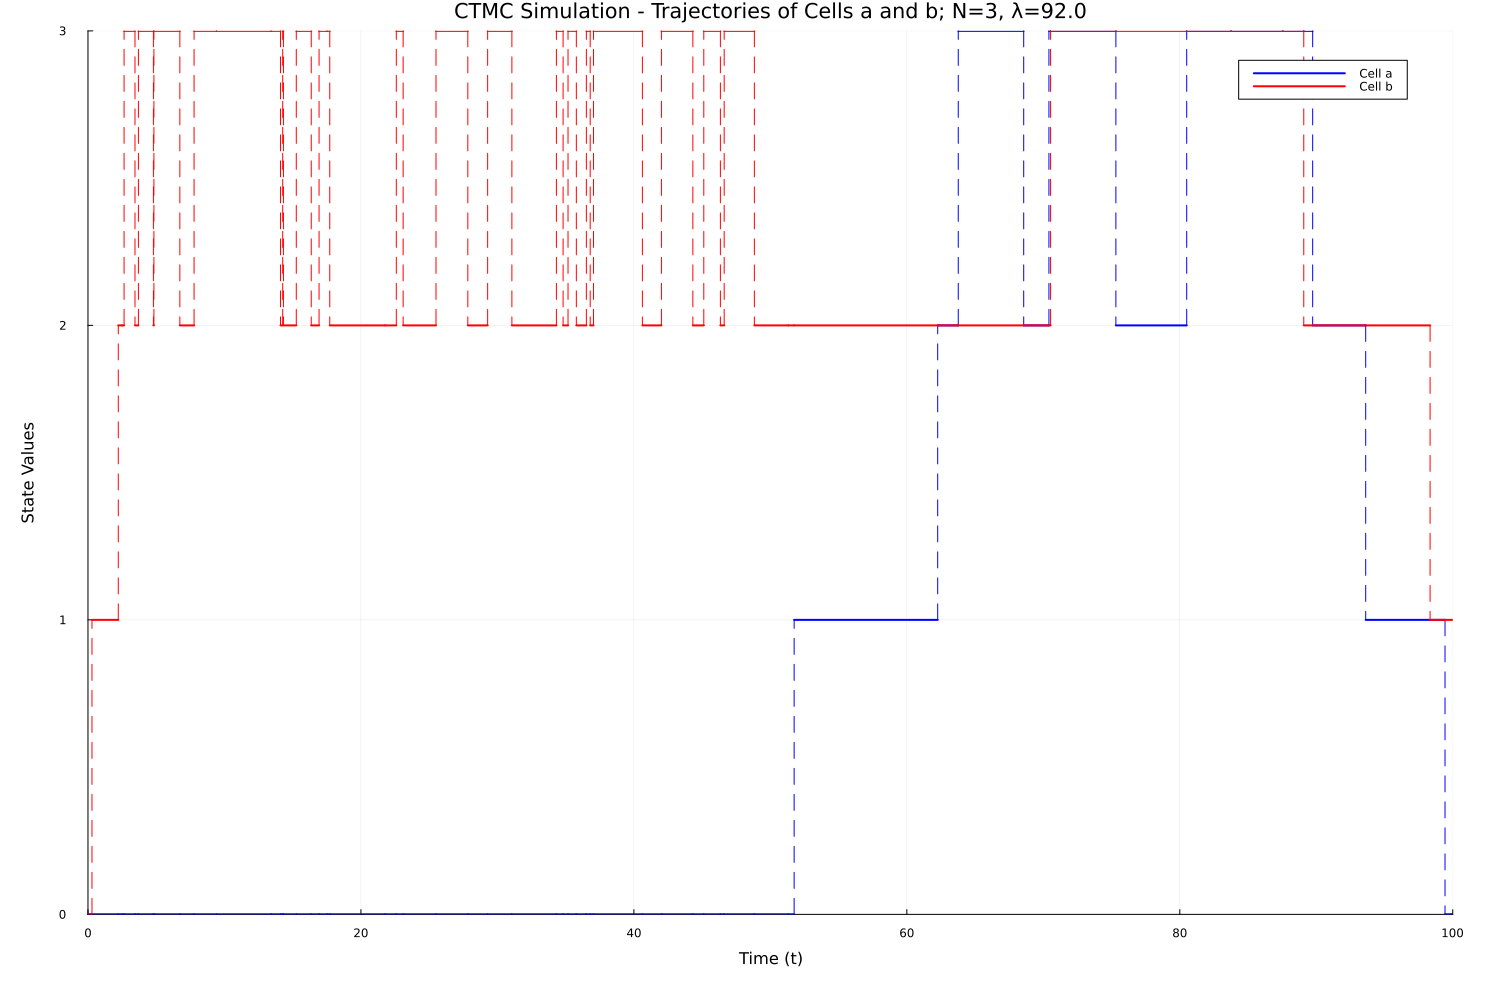 CTMC Simulation - Trajectories of Cells a and b; N=3, λ=92.0
3
Cell a
Cell b
2
State Values
1
0
0 20 40 60 80 100
Time (t)